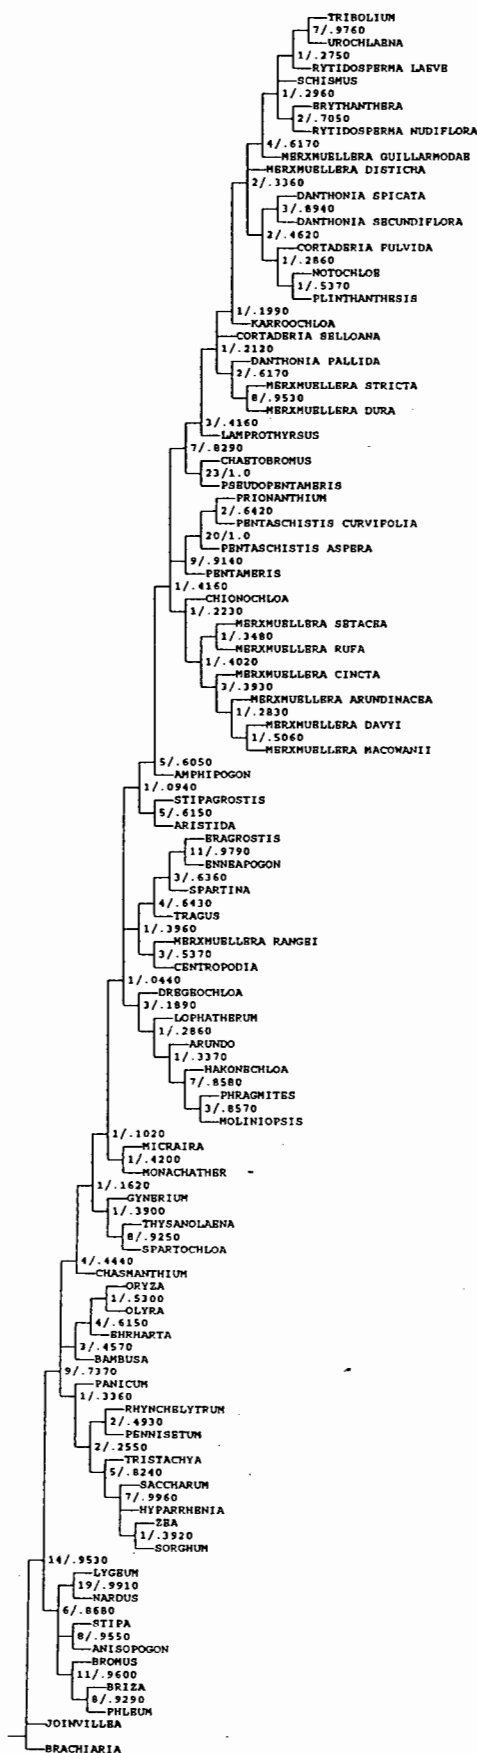 TRIBOLIUM
7/.9760
UROCHLAENA
1/.2750
RYTIDOSPERMA LAEVE
SCHISMUS
1/.2960
ERYTHANTHERA
2/.7050
RYTIDOSPERMA NUDIFLORA
4/.6170
MERXMUELLERA GUILLARMODAE
MERXMUELLERA DISTICHA
2/.3360
DANTHONIA SPICATA
3/.8940
DANTHONIA SECUNDIFLORA
2/.4620
CORTADERIA FULVIDA
1/.2860
NOTOCHLOE
1/.5370
PLINTHANTHESIS
1/.1990
KARROOCHLOA
CORTADERIA SELLOANA
1/.2120
DANTHONIA PALLIDA
2/.6170
MERXMUELLERA STRICTA
8/.9530
MERXMUELLERA DURA
3/.4160
LAMPROTHYRSUS
7/.8290
CHAETOBROMUS
23/1.0
PSEUDOPENTAMERIS
PRIONANTHIUM
2/.6420
PENTASCHISTIS CURVIFOLIA
20/1.0
PENTASCHISTIS ASPERA
9/.9140
PENTAMERIS
1/.4160
CHIONOCHLOA
1/.2230
MERXMUELLERA SETACEA
1/.3480
MERXMUELLERA RUFA
1/.4020
MERXMUELLERA CINCTA
3/.3930
MERXMUELLERA ARUNDINACEA
1/.2830
MERXMUELLERA DAVYI
1/.5060
MERXMUELLERA MACOWANII
5/.6050
AMPHIPOGON
1/.0940
STIPAGROSTIS
5/.6150
ARISTIDA
ERAGROSTIS
11/.9790
ENNEAPOGON
3/.6360
SPARTINA
4/.6430
TRAGUS
1/.3960
MERXMUELLERA RANGEI
3/.5370
CENTROPODIA
1/.0440
DREGEOCHLOA
3/.1890
LOPHATHERUM
1/.2860
ARUNDO
1/.3370
HAKONECHLOA
7/.8580
PHRAGMITES
3/.8570
MOLINIOPSIS
1/.1020
MICRAIRA
1/.4200
MONACHATHER
1/.1620
GYNERIUM
1/.3900
THYSANOLAENA
8/.9250
SPARTOCHLOA
4/.4440
CHASMANTHIUM
ORYZA
1/.5300
OLYRA
4/.6150
EHRHARTA
3/.4570
BAMBUSA
9/.7370
PANICUM
1/.3360
RHYNCHELYTRUM
2/.4930
PENNISETUM
2/.2550
TRISTACHYA
5/.8240
SACCHARUM
7/.9960
HYPARRHENIA
ZEA
1/.3920
SORGHUM
14/.9530
LYGEUM
19/.9910
NARDUS
6/.8680
STIPA
8/.9550
ANISOPOGON
BROMUS
11/.9600
BRIZA
8/.9290
PHLEUM
JOINVILLEA
BRACHIARIA